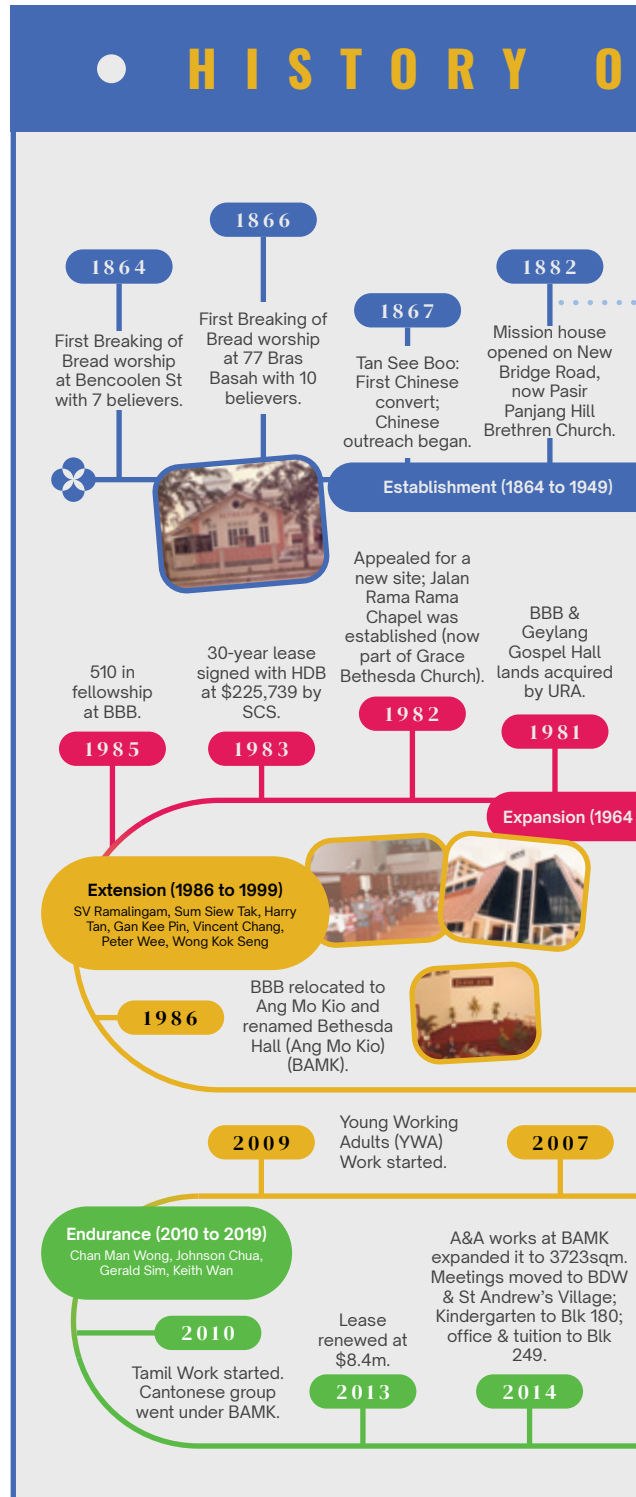 HISTORY O
1866
1864
1882
1867
First Breaking of
Bread worship
at Bencoolen St
with 7 believers.
First Breaking of
Bread worship
at 77 Bras
Basah with 10
believers.
Tan See Boo:
First Chinese
convert;
Chinese
outreach began.
Mission house
opened on New
Bridge Road,
now Pasir
Panjang Hill
Brethren Church.
Establishment (1864 to 1949)
510 in
fellowship
at BBB.
1985
30-year lease
signed with HDB
at $225,739 by
SCS.
1983
Appealed for a
new site; Jalan
Rama Rama
Chapel was
established (now
part of Grace
Bethesda Church).
1982
BBB &
Geylang
Gospel Hall
lands acquired
by URA.
1981
Expansion (1964
Extension (1986 to 1999)
SV Ramalingam, Sum Siew Tak, Harry
Tan, Gan Kee Pin, Vincent Chang,
Peter Wee, Wong Kok Seng
1986
BBB relocated to
Ang Mo Kio and
renamed Bethesda
Hall (Ang Mo Kio)
(BAMK).
2009
Young Working
Adults (YWA)
Work started.
2007
Endurance (2010 to 2019)
Chan Man Wong, Johnson Chua,
Gerald Sim, Keith Wan
2010
Tamil Work started.
Cantonese group
went under BAMK.
Lease
renewed at
$8.4m.
2013
A&A works at BAMK
expanded it to 3723sqm.
Meetings moved to BDW
& St Andrew's Village;
Kindergarten to Blk 180;
office & tuition to Blk
249.
2014